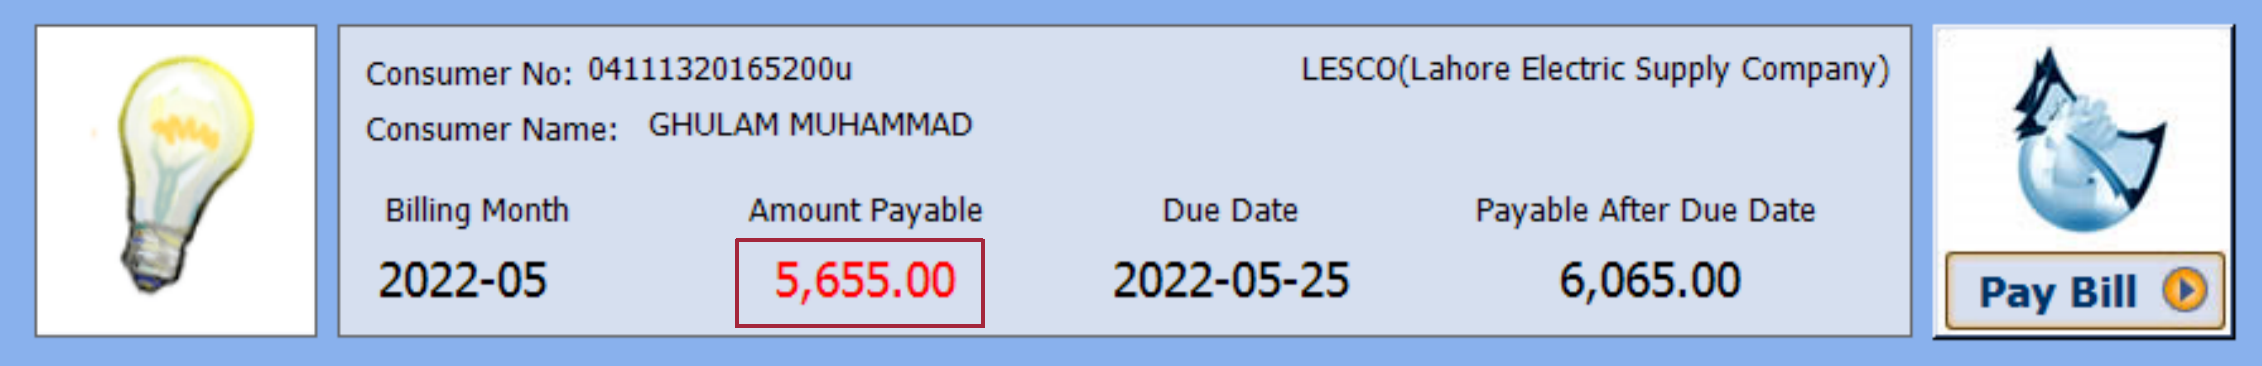 Consumer No: 04111320165200u
LESCO(Lahore Electric Supply Company)
Consumer Name: GHULAM MUHAMMAD
Billing Month Amount Payable Due Date Payable After Due Date
2022-05 5,655.00 2022-05-25 6,065.00
Pay Bill